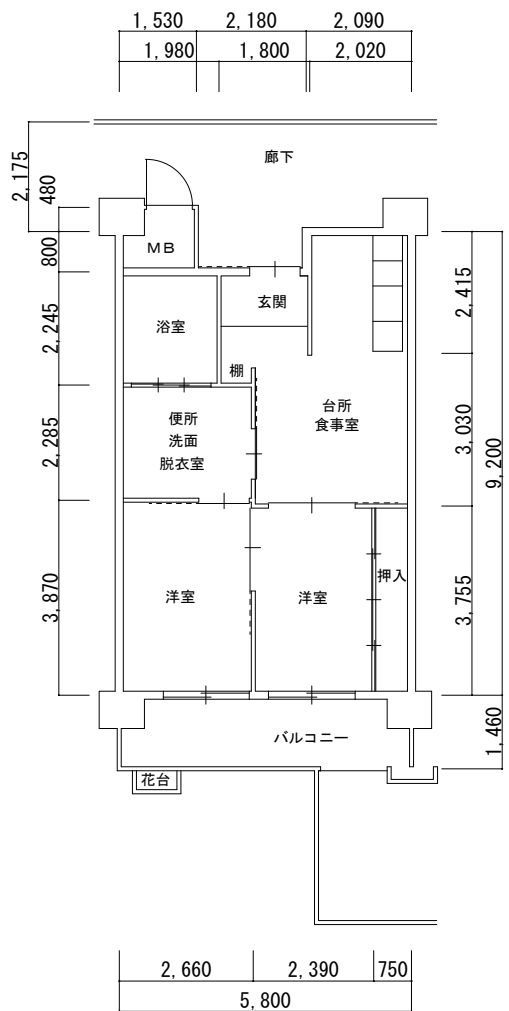 1,530 2,180 2,090
1,980 1,800 2,020
2,175
480
廊下
800
MB
玄関
2,415
2,245
浴室
棚
台所
食事室
3,030
9,200
2,285
便所
洗面
脱衣室
押入
3,870
洋室
洋室
3,755
バルコニー
1,460
花台
2,660 2,390 750
5,800